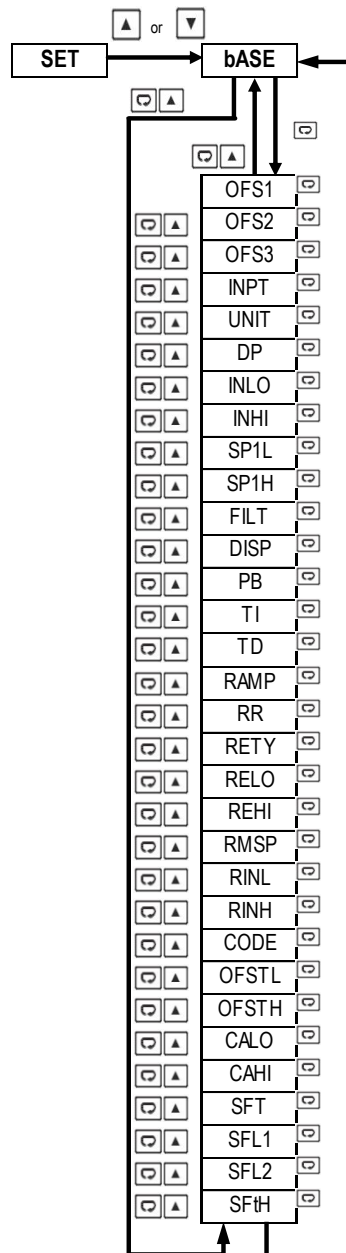 or
SET
bASE
OFS1
OFS2
OFS3
INPT
UNIT
DP
INLO
INHI
SP1L
SP1H
FILT
DISP
PB
TI
TD
RAMP
RR
RETY
RELO
REHI
RMSP
RINL
RINH
CODE
OFSTL
OFSTH
CALO
CAHI
SFT
SFL1
SFL2
SFtH